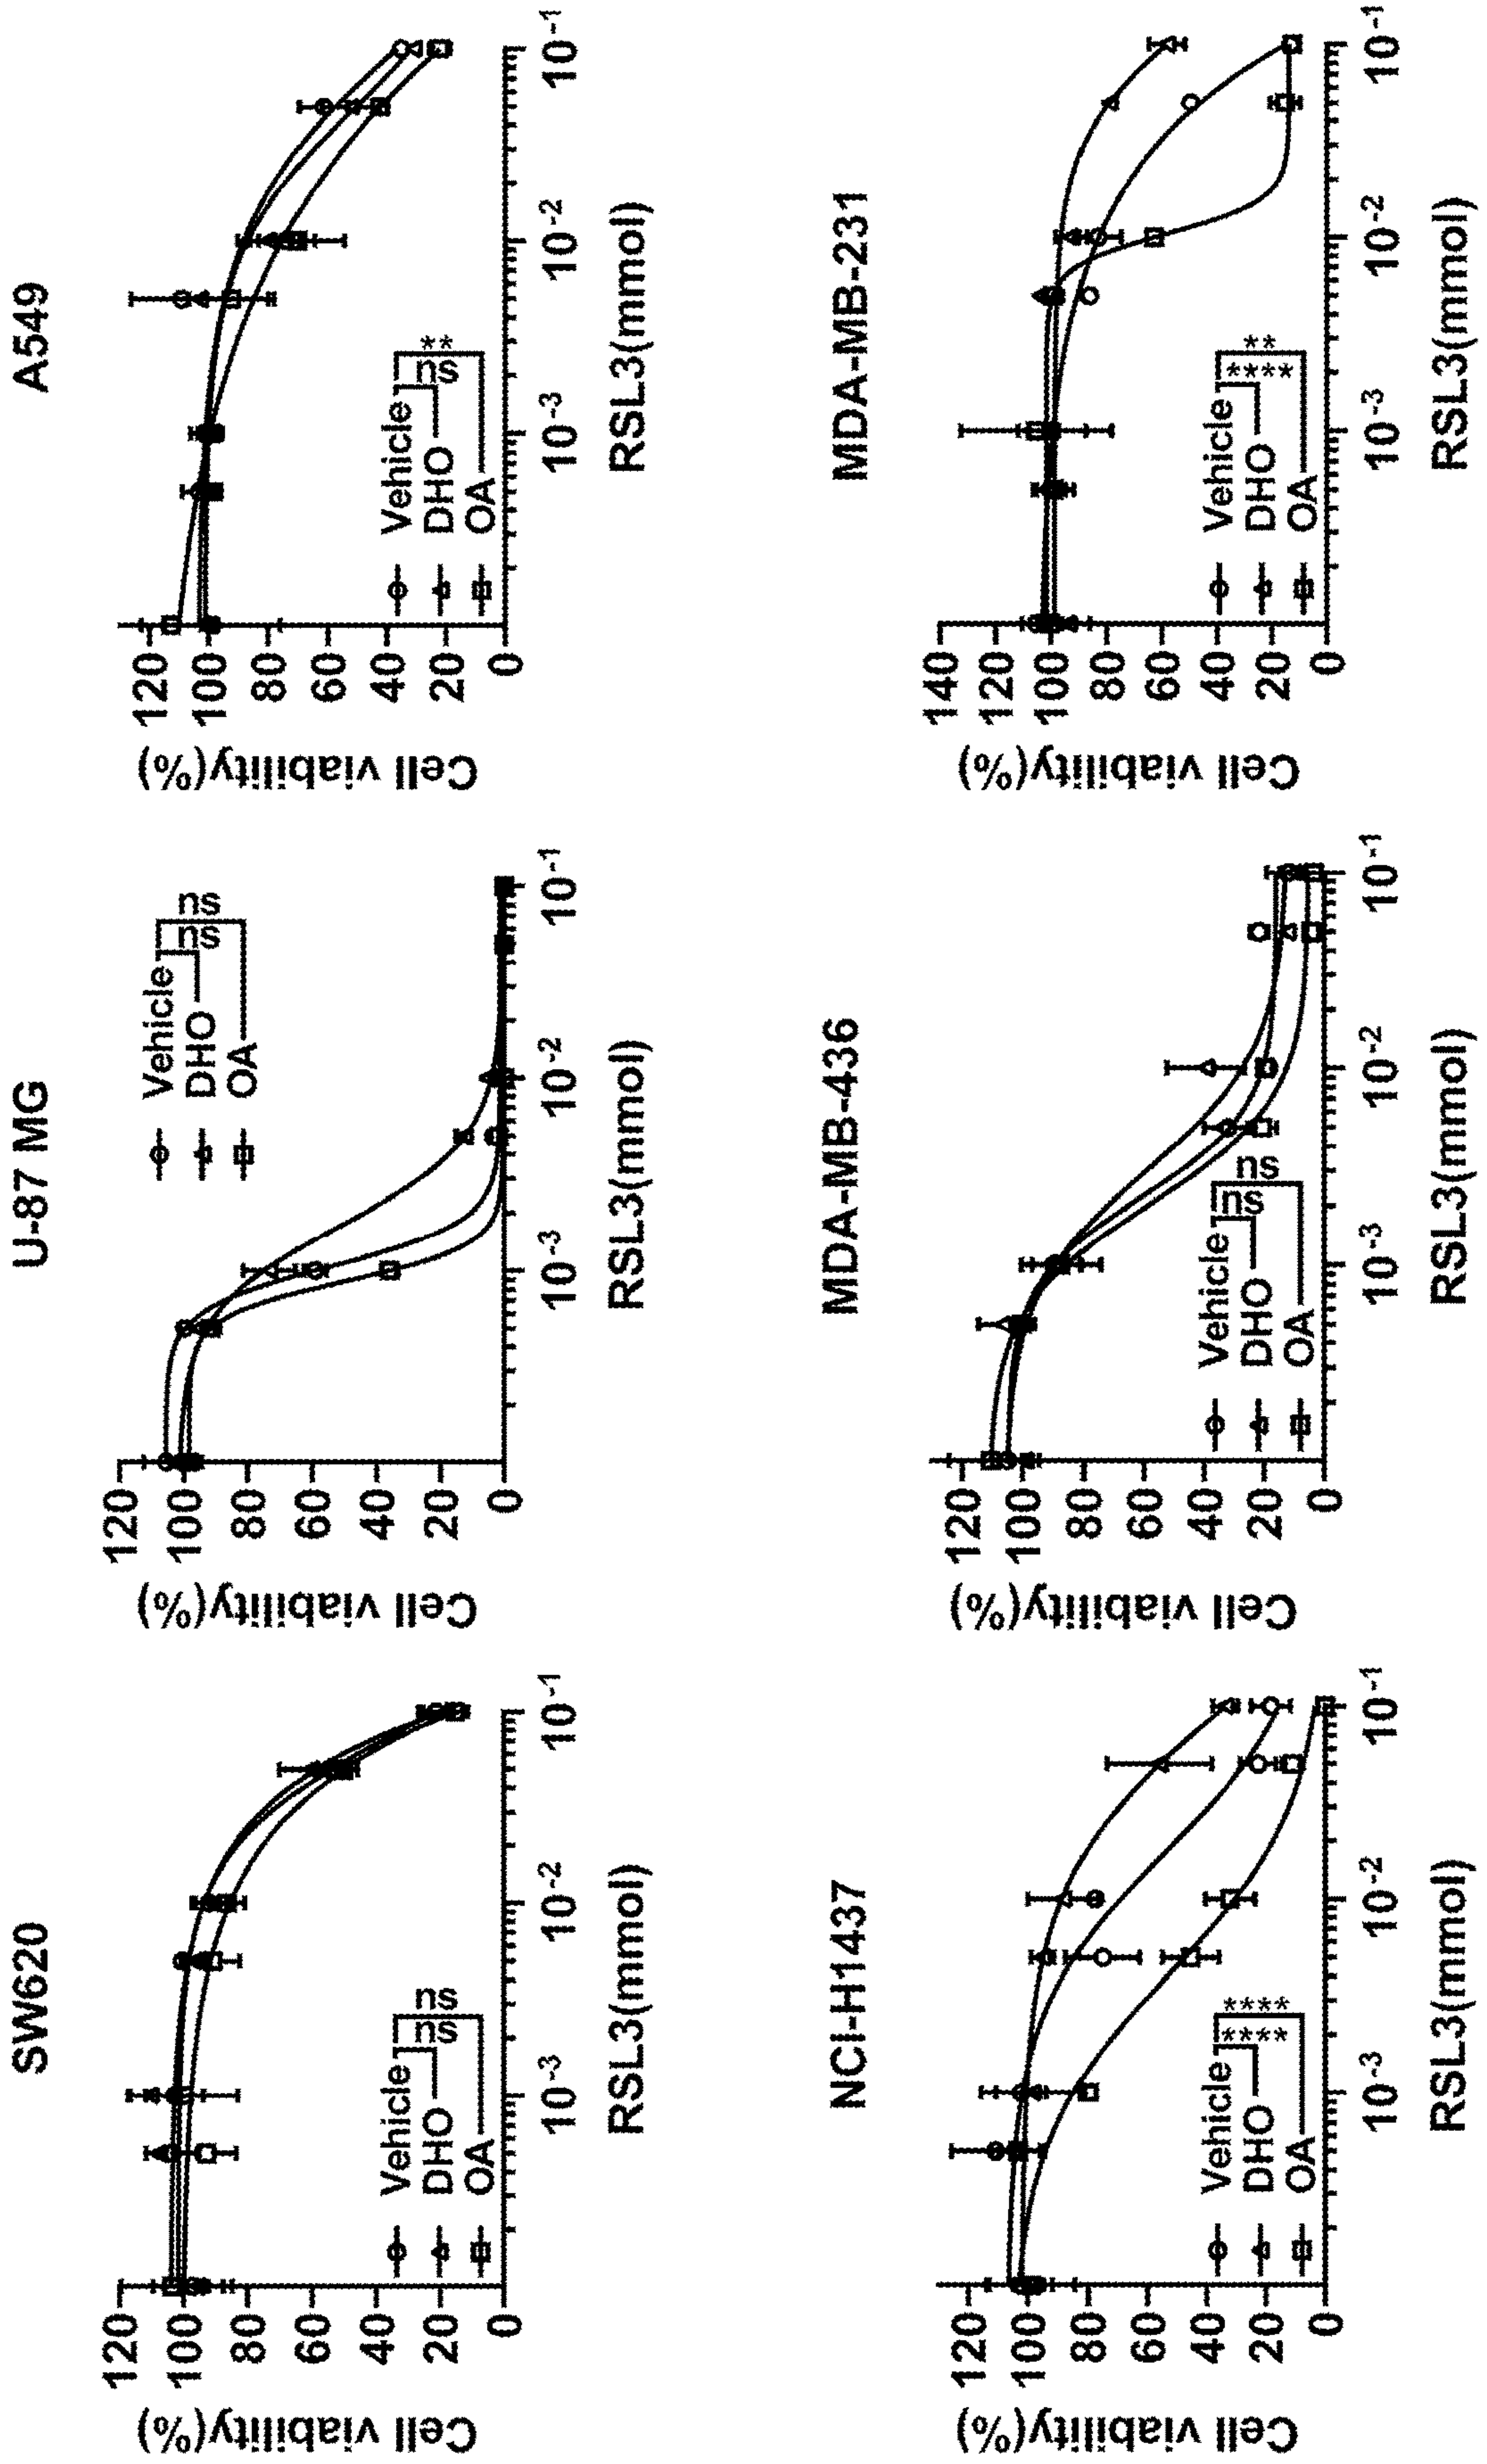 SW620
Cell viability
(%)
120
100
80
60
40
20
0
Vehicle
DHO
OA
ns
ns
10-3
10-2
10-1
RSL3(mmol)
U-87 MG
Cell viability
(%)
120
100
80
60
40
20
0
Vehicle
DHO
OA
ns
ns
10-3
10-2
10-1
RSL3(mmol)
A549
Cell viability
(%)
120
100
80
60
40
20
0
Vehicle
DHO
OA
ns
**
10-3
10-2
10-1
RSL3(mmol)
NCI-H1437
Cell viability
(%)
120
100
80
60
40
20
0
Vehicle
DHO
OA
****
****
10-3
10-2
10-1
RSL3(mmol)
MDA-MB-436
Cell viability
(%)
120
100
80
60
40
20
0
Vehicle
DHO
OA
ns
ns
10-3
10-2
10-1
RSL3(mmol)
MDA-MB-231
Cell viability
(%)
140
120
100
80
60
40
20
0
Vehicle
DHO
OA
****
**
10-3
10-2
10-1
RSL3(mmol)